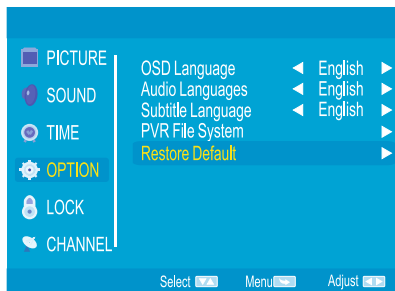 PICTURE
SOUND
TIME
OPTION
LOCK
CHANNEL
OSD Language English
Audio Languages English
Subtitle Language English
PVR File System
Restore Default
Select Menu Adjust